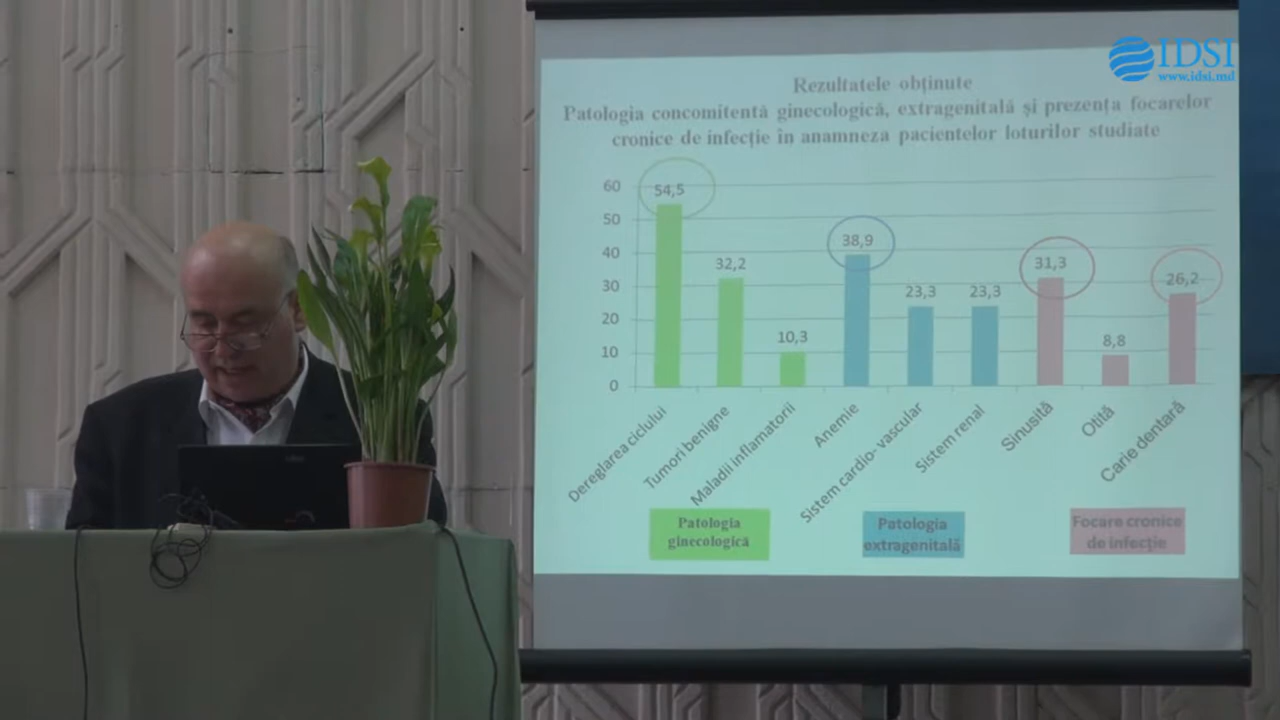 IDSI
www.idsi.md
Rezultatele obținute
Patologia concomitentă ginecologică, extragenitală și prezența focarelor
cronice de infecție în anamneza pacientelor loturilor studiate
60
50
40
30
20
10
0
54,5
32,2
10,3
38,9
23,3
23,3
31,3
8,8
26,2
Dereglarea ciclului
Tumori benigne
Maladii inflamatorii
Anemie
Sistem cardio- vascular
Sistem renal
Sinusită
Otită
Carie dentară
Patologia
ginecologică
Patologia
extragenitală
Focare cronice
de infecție